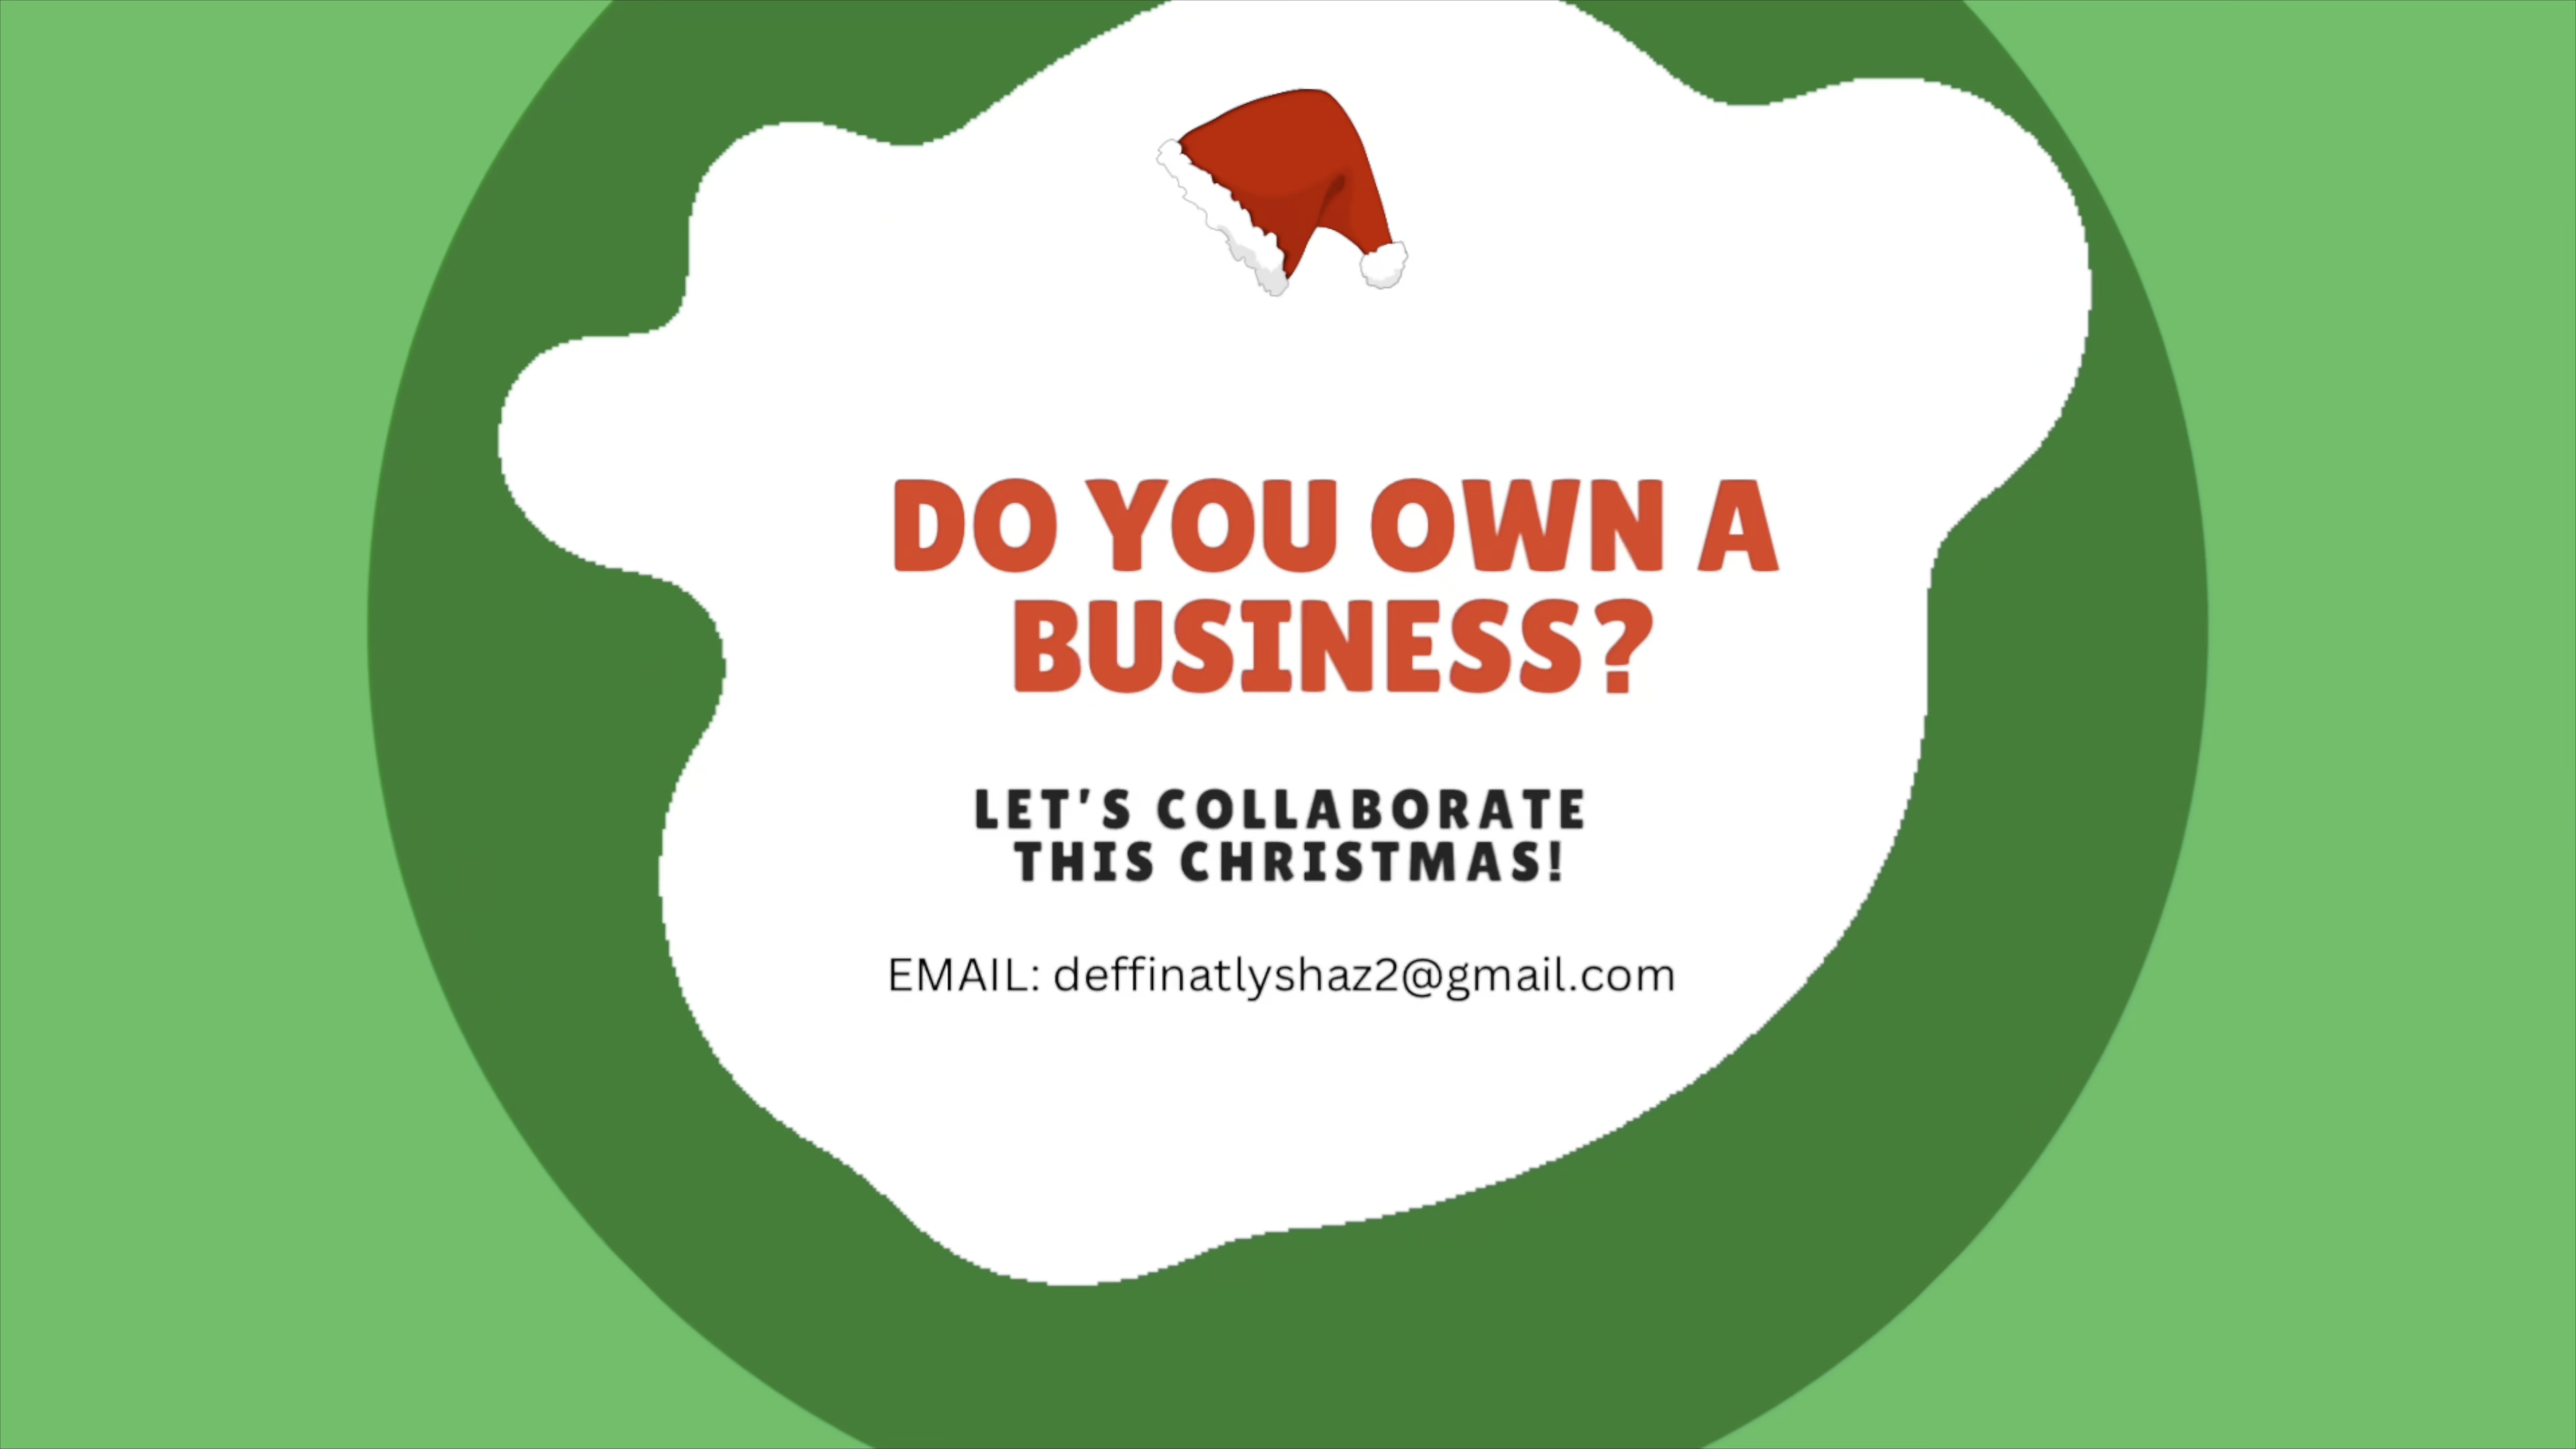 DO YOU OWN A
BUSINESS?
LET'S COLLABORATE
THIS CHRISTMAS!
EMAIL: deffinatlyshaz2@gmail.com